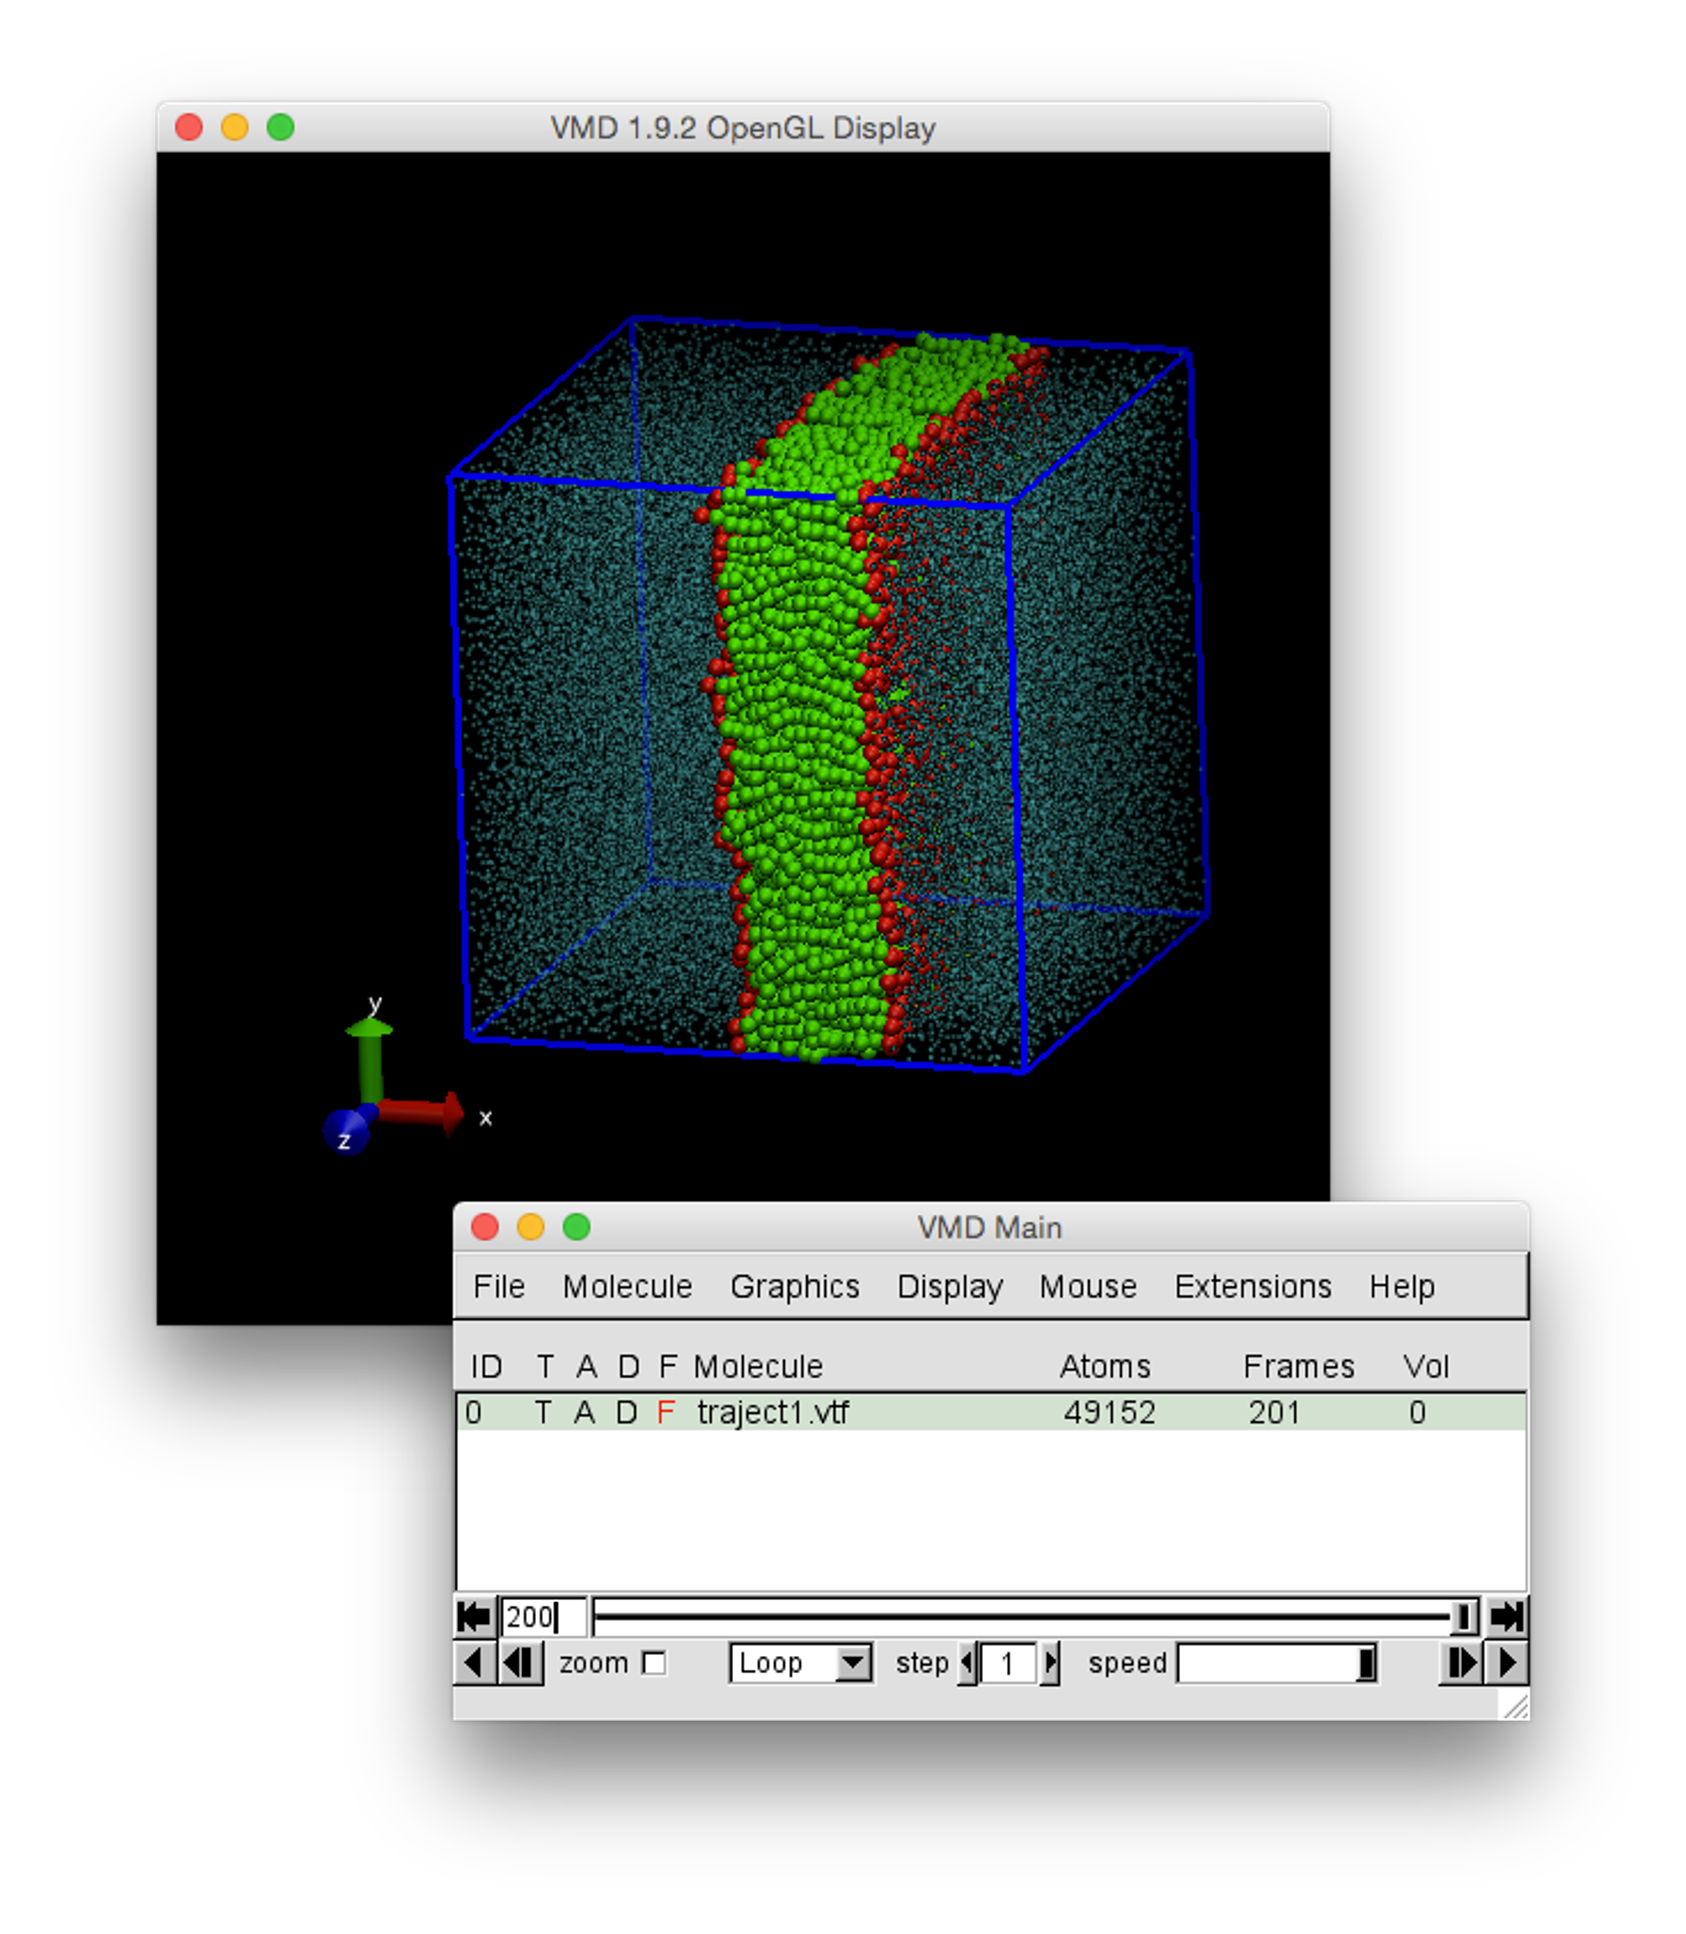 VMD 1.9.2 OpenGL Display
y
x
z
VMD Main
File Molecule Graphics Display Mouse Extensions Help
ID T A D F Molecule Atoms Frames Vol
0 T A D F traject1.vtf 49152 201 0
200
zoom Loop step 1 speed